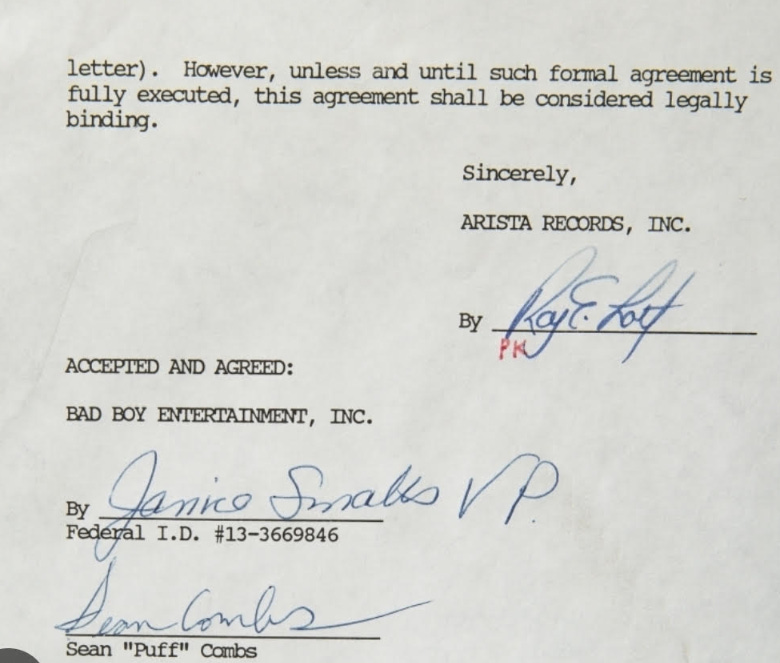 letter). However, unless and until such formal agreement is
fully executed, this agreement shall be considered legally
binding.
Sincerely,
ARISTA RECORDS, INC.
By Roy E. Lott
PK
ACCEPTED AND AGREED:
BAD BOY ENTERTAINMENT, INC.
By Janice Smalls VP.
Federal I.D. #13-3669846
Sean Combs
Sean "Puff" Combs